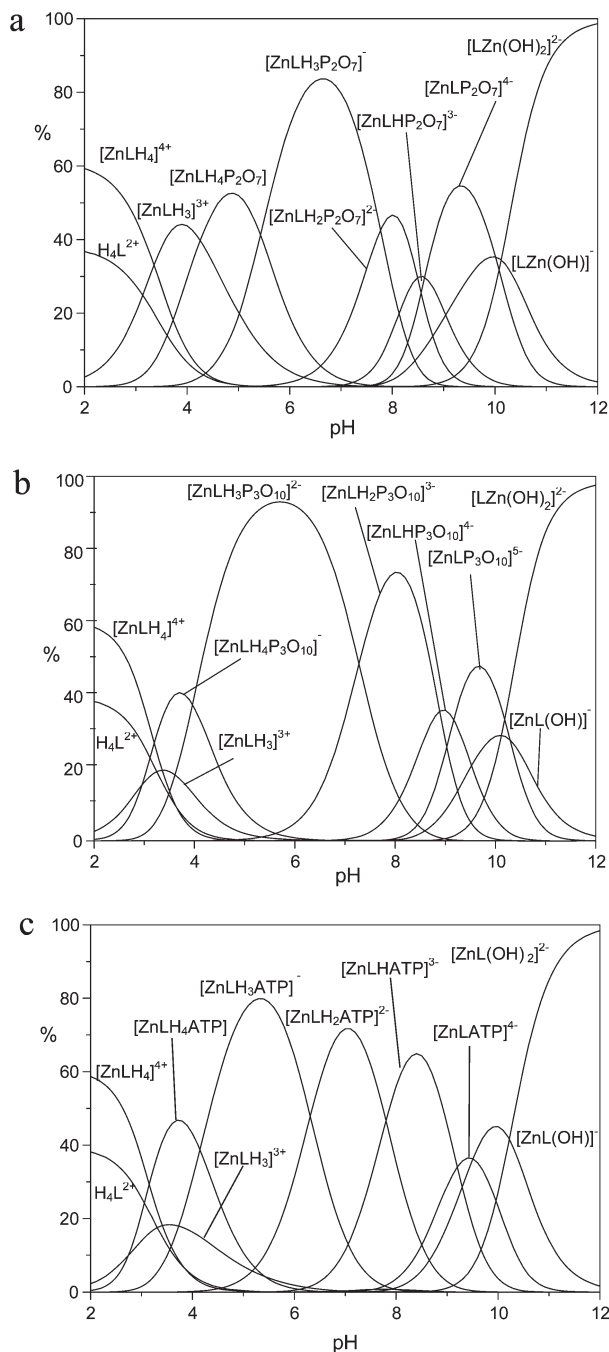 a
100
[LZn(OH)2]2-
[ZnLH3P2O7]-
[ZnLP2O7]4-
80
[ZnLHP2O7]3-
%
[ZnLH4]4+
[ZnLH4P2O7]
60
[ZnLH3]3+
[ZnLH2P2O7]2-
40
H4L2+
[LZn(OH)]-
20
0
2 4 6 8 10 12
pH
b
100
[ZnLH3P3O10]2-
[ZnLH2P3O10]3-
[LZn(OH)2]2-
80
[ZnLHP3O10]4-
[ZnLP3O10]5-
[ZnLH4]4+
60
%
[ZnLH4P3O10]-
40
H4L2+
[ZnLH3]3+
[ZnL(OH)]-
20
0
2 4 6 8 10 12
pH
c
100
[ZnLHATP]3-
[ZnL(OH)2]2-
[ZnLH3ATP]-
80
[ZnLH4ATP]
[ZnLH2ATP]2-
[ZnLATP]4-
%
[ZnLH4]4+
60
[ZnLH3]3+
40
[ZnL(OH)]-
H4L2+
20
0
2 4 6 8 10 12
pH